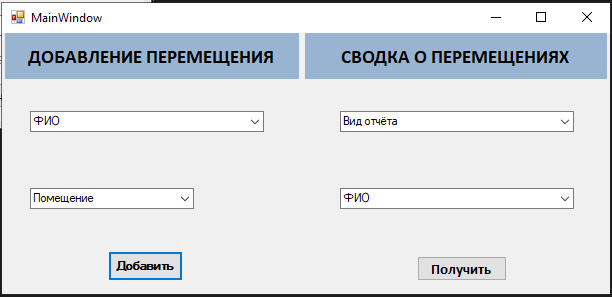 MainWindow
ДОБАВЛЕНИЕ ПЕРЕМЕЩЕНИЯ
СВОДКА О ПЕРЕМЕЩЕНИЯХ
ФИО
Вид отчёта
Помещение
ФИО
Добавить
Получить